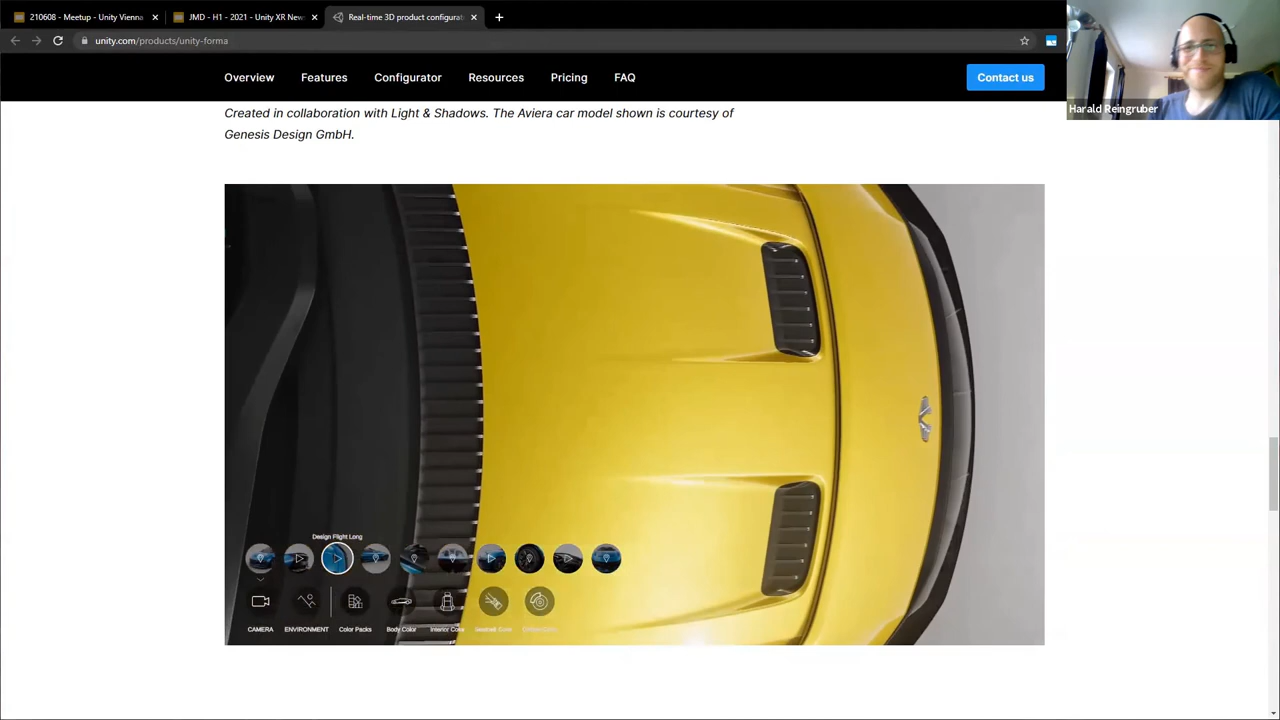 210608 - Meetup - Unity Vienna
JMD - H1 - 2021 - Unity XR New
Real-time 3D product configurat
unity.com/products/unity-forma
Overview
Features
Configurator
Resources
Pricing
FAQ
Contact us
Harald Reingruber
Created in collaboration with Light & Shadows. The Aviera car model shown is courtesy of
Genesis Design GmbH.
Design Flight Long
CAMERA
ENVIRONMENT
Color Packs
Body Color
Interior Color